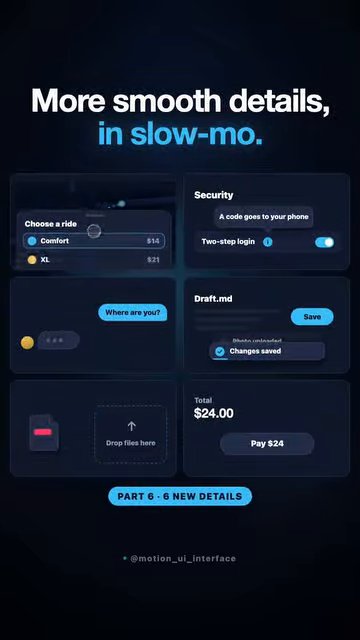 More smooth details,
in slow-mo.
Choose a ride
Comfort
$14
XL
$21
Security
A code goes to your phone
Two-step login
i
Where are you?
Draft.md
Save
Photo uploaded
Changes saved
Drop files here
Total
$24.00
Pay $24
PART 6 · 6 NEW DETAILS
@motion_ui_interface